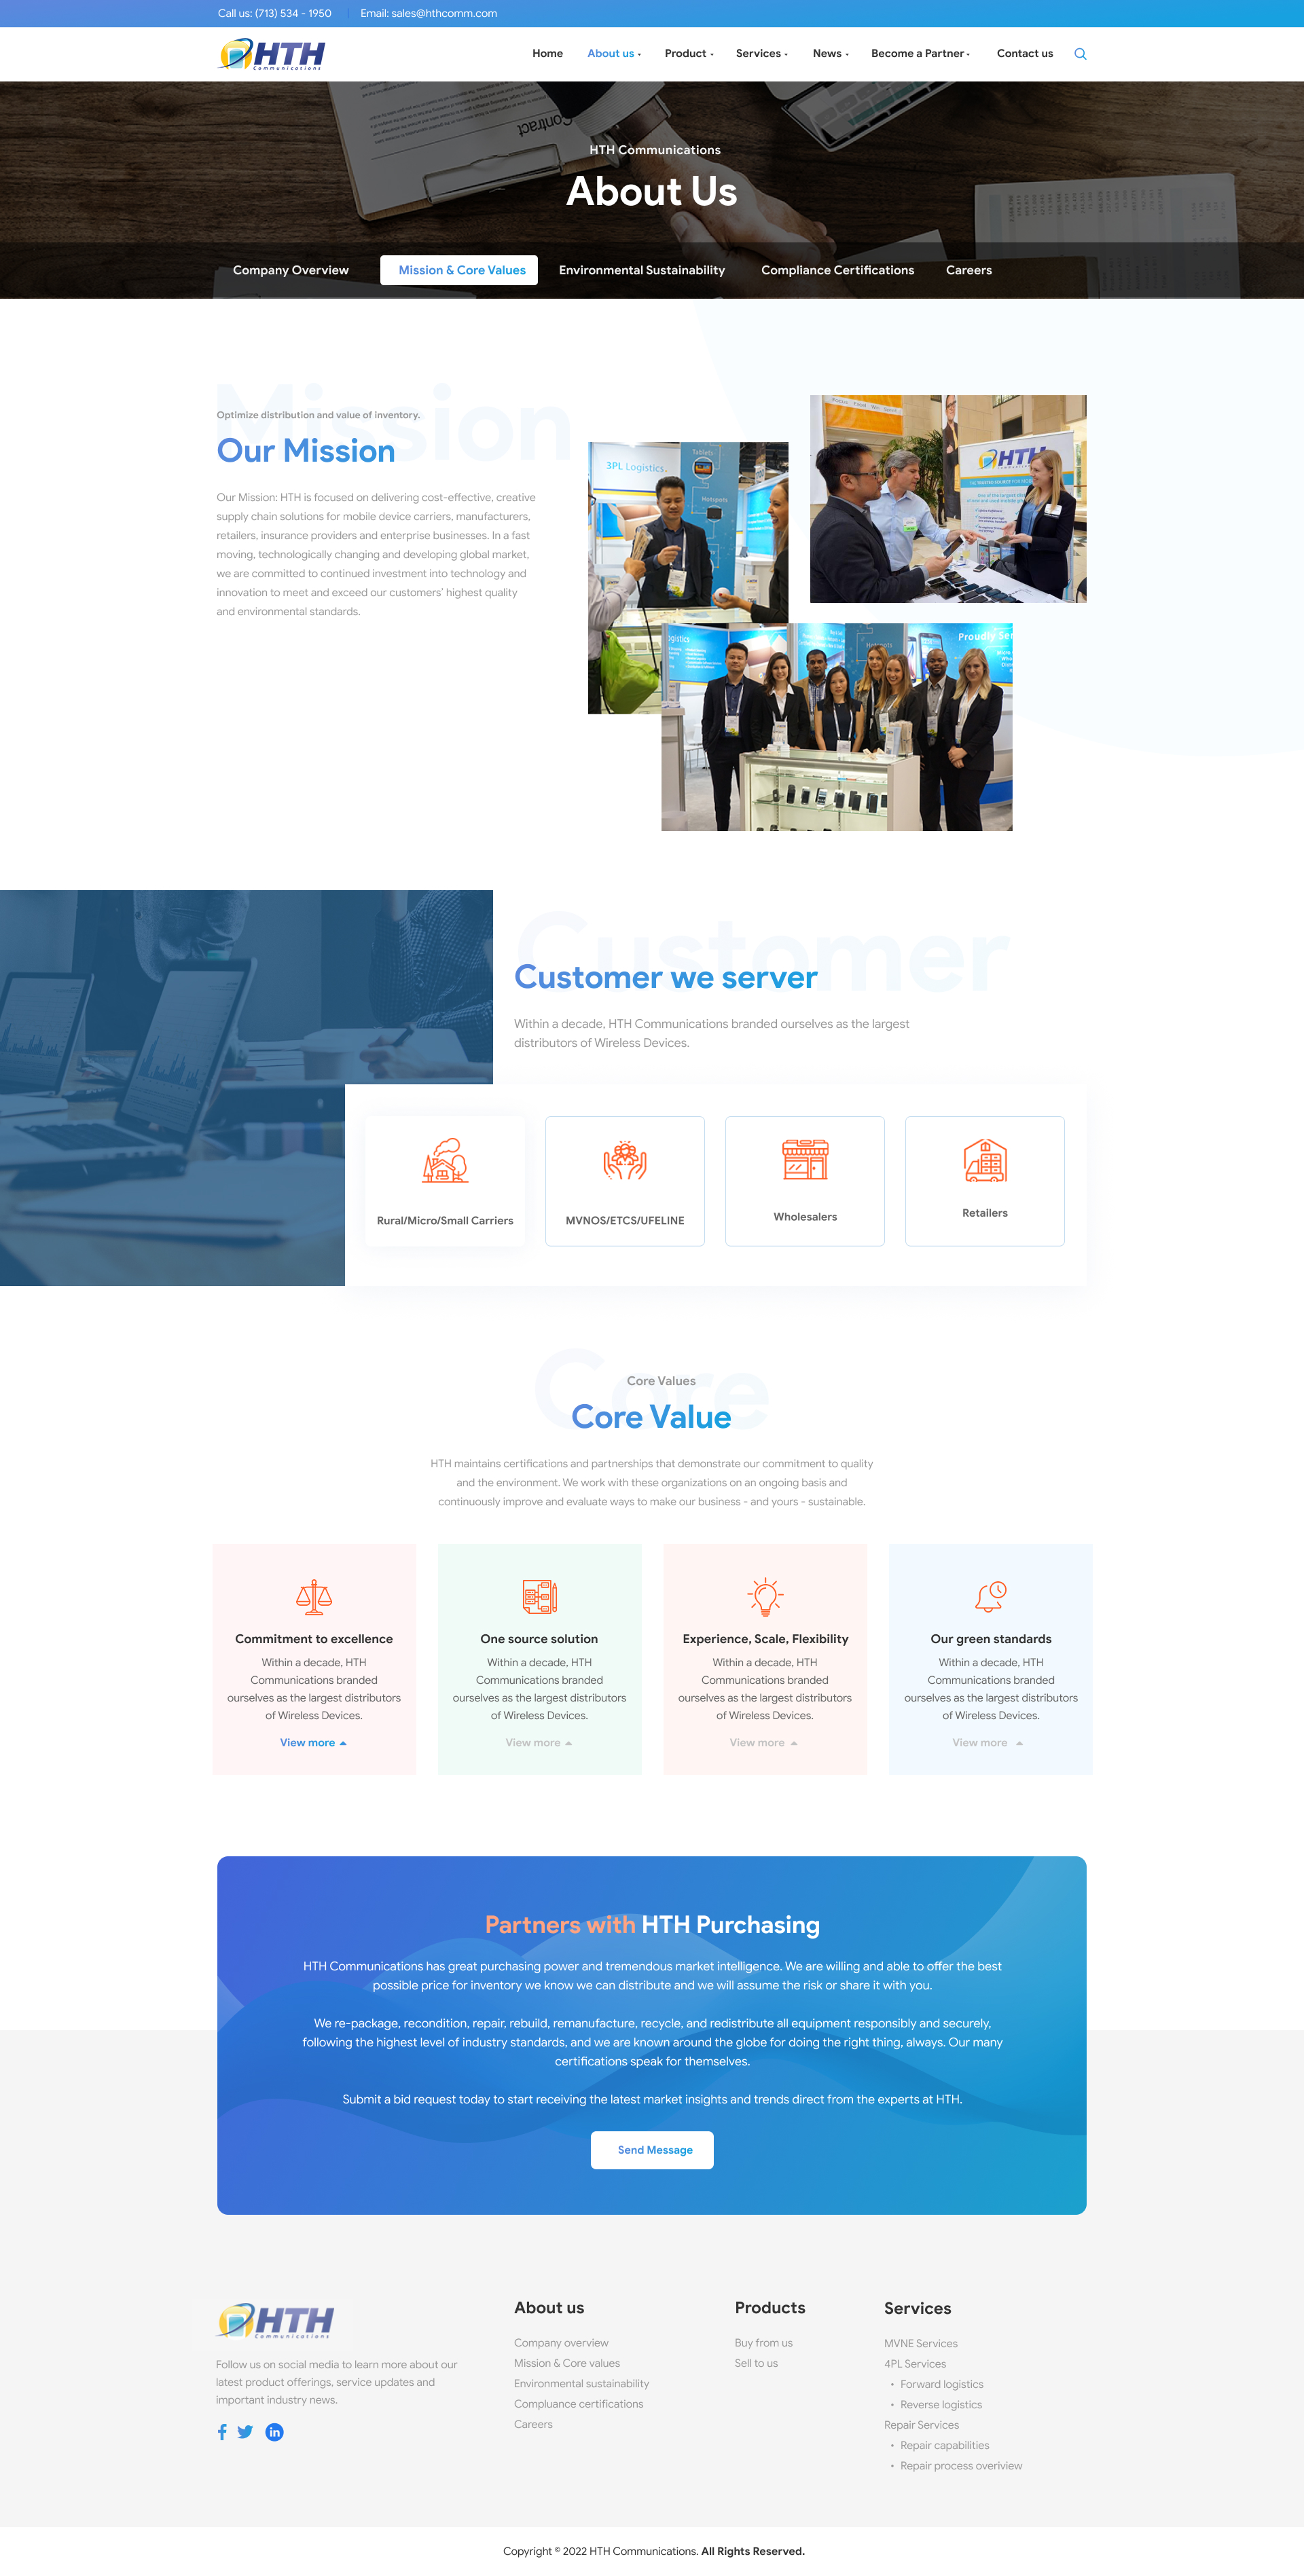 Call us: (713) 534 - 1950
Email: sales@hthcomm.com
HTH
Communications
Home
About us
Product
Services
News
Become a Partner
Contact us
Contract
HTH Communications
About Us
Company Overview
Mission & Core Values
Environmental Sustainability
Compliance Certifications
Careers
Mission
Optimize distribution and value of inventory.
Our Mission
Our Mission: HTH is focused on delivering cost-effective, creative
supply chain solutions for mobile device carriers, manufacturers,
retailers, insurance providers and enterprise businesses. In a fast
moving, technologically changing and developing global market,
we are committed to continued investment into technology and
innovation to meet and exceed our customers' highest quality
and environmental standards.
3PL Logistics.
Tablets
Hotspots
HTH
gistics
Hotspots
Proudly Ser
Customer
Customer we server
Within a decade, HTH Communications branded ourselves as the largest
distributors of Wireless Devices.
Rural/Micro/Small Carriers
MVNOS/ETCS/UFELINE
Wholesalers
Retailers
Core
Core Values
Core Value
HTH maintains certifications and partnerships that demonstrate our commitment to quality
and the environment. We work with these organizations on an ongoing basis and
continuously improve and evaluate ways to make our business - and yours - sustainable.
Commitment to excellence
Within a decade, HTH
Communications branded
ourselves as the largest distributors
of Wireless Devices.
View more
One source solution
Within a decade, HTH
Communications branded
ourselves as the largest distributors
of Wireless Devices.
View more
Experience, Scale, Flexibility
Within a decade, HTH
Communications branded
ourselves as the largest distributors
of Wireless Devices.
View more
Our green standards
Within a decade, HTH
Communications branded
ourselves as the largest distributors
of Wireless Devices.
View more
Partners with HTH Purchasing
HTH Communications has great purchasing power and tremendous market intelligence. We are willing and able to offer the best
possible price for inventory we know we can distribute and we will assume the risk or share it with you.
We re-package, recondition, repair, rebuild, remanufacture, recycle, and redistribute all equipment responsibly and securely,
following the highest level of industry standards, and we are known around the globe for doing the right thing, always. Our many
certifications speak for themselves.
Submit a bid request today to start receiving the latest market insights and trends direct from the experts at HTH.
Send Message
HTH
Communications
Follow us on social media to learn more about our
latest product offerings, service updates and
important industry news.
in
About us
Company overview
Mission & Core values
Environmental sustainability
Compluance certifications
Careers
Products
Buy from us
Sell to us
Services
MVNE Services
4PL Services
• Forward logistics
• Reverse logistics
Repair Services
• Repair capabilities
• Repair process overiview
Copyright © 2022 HTH Communications. All Rights Reserved.